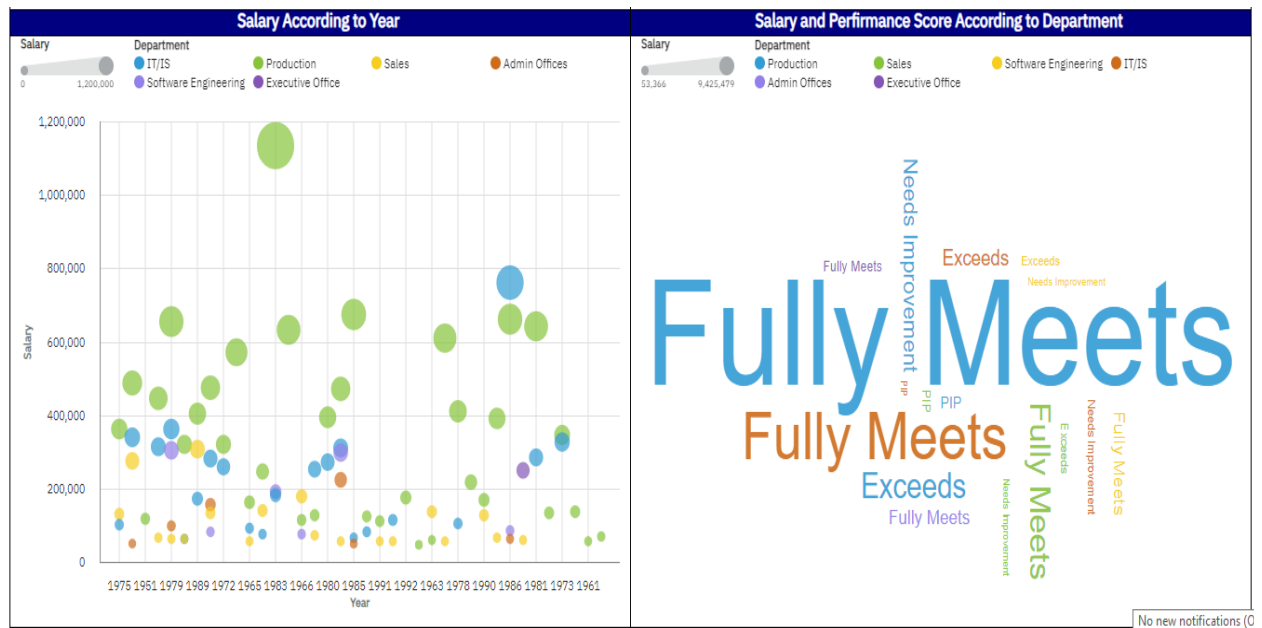 Salary According to Year
Salary
0
1,200,000
Department
IT/IS
Production
Sales
Admin Offices
Software Engineering
Executive Office
1,200,000
1,000,000
800,000
600,000
400,000
200,000
0
Salary
1975 1951 1979 1989 1972 1965 1983 1966 1980 1985 1991 1992 1963 1978 1990 1986 1981 1973 1961
Year
Salary and Perfirmance Score According to Department
Salary
53,366
9,425,479
Department
Production
Sales
Software Engineering
IT/IS
Admin Offices
Executive Office
Needs Improvement
Exceeds
Exceeds
Fully Meets
Needs Improvement
Fully Meets
PIP
PIP
PIP
Fully Meets
Fully Meets
Exceeds
Needs Improvement
Fully Meets
Exceeds
Needs Improvement
Fully Meets
No new notifications (O